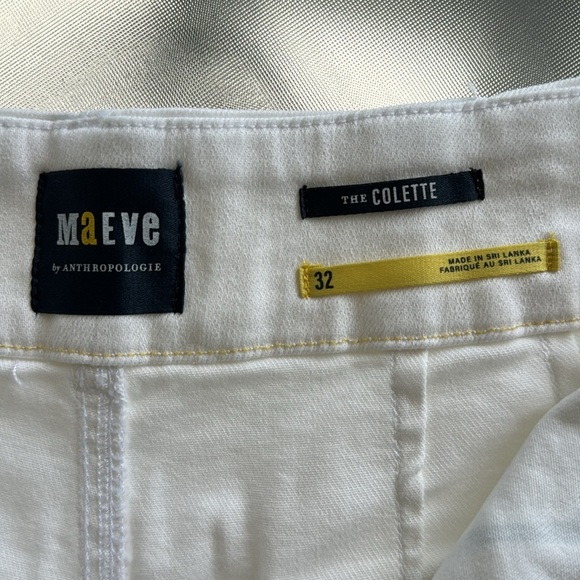 MaEVe
by ANTHROPOLOGIE
THE COLETTE
32
MADE IN SRI LANKA
FABRIQUÉ AU SRI LANKA